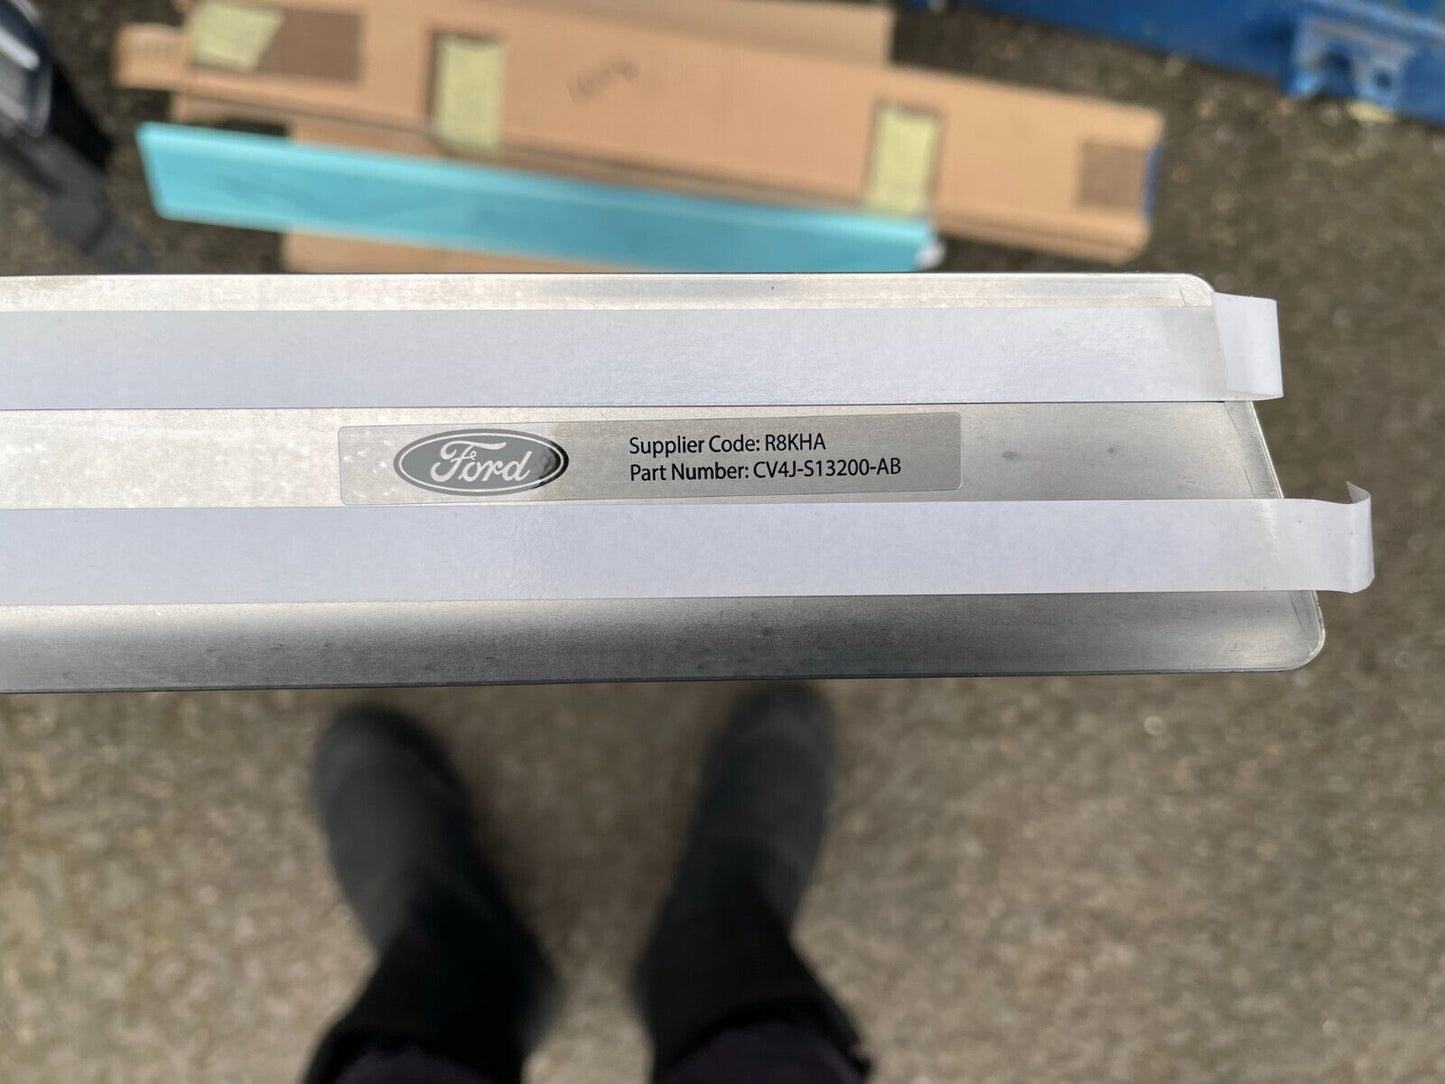 Ford
Supplier Code: R8KHA
Part Number: CV4J-S13200-AB